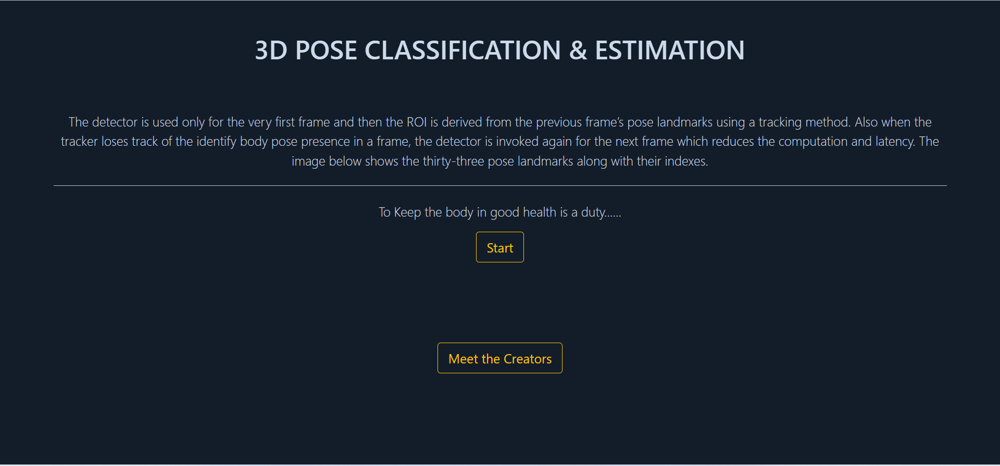 3D POSE CLASSIFICATION & ESTIMATION
The detector is used only for the very first frame and then the ROI is derived from the previous frame’s pose landmarks using a tracking method. Also when the
tracker loses track of the identify body pose presence in a frame, the detector is invoked again for the next frame which reduces the computation and latency. The
image below shows the thirty-three pose landmarks along with their indexes.
To Keep the body in good health is a duty......
Start
Meet the Creators